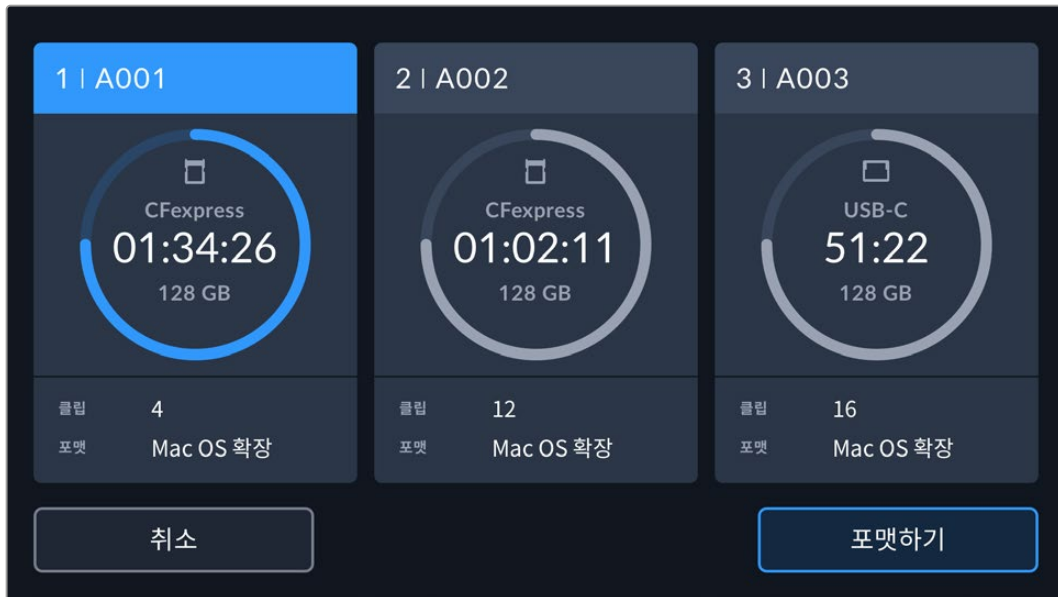 1 | A001
CFexpress
01:34:26
128 GB
클립 4
포맷 Mac OS 확장
2 | A002
CFexpress
01:02:11
128 GB
클립 12
포맷 Mac OS 확장
3 | A003
USB-C
51:22
128 GB
클립 16
포맷 Mac OS 확장
취소
포맷하기